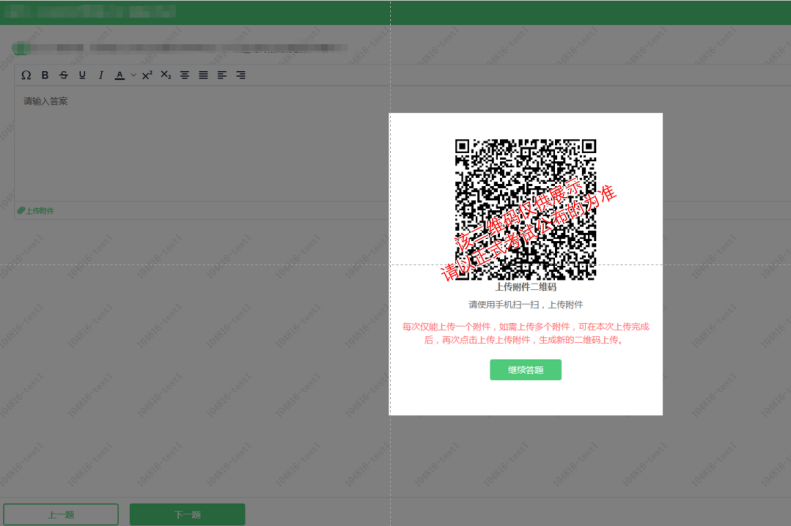 Ω B S U I A X² X₂
请输入答案
上传附件
该二维码仅供展示
请以正式考试公布的为准
上传附件二维码
请使用手机扫一扫，上传附件
每次仅能上传一个附件，如需上传多个附件，可在本次上传完成
后，再次点击上传上传附件，生成新的二维码上传。
继续答题
上一题
下一题